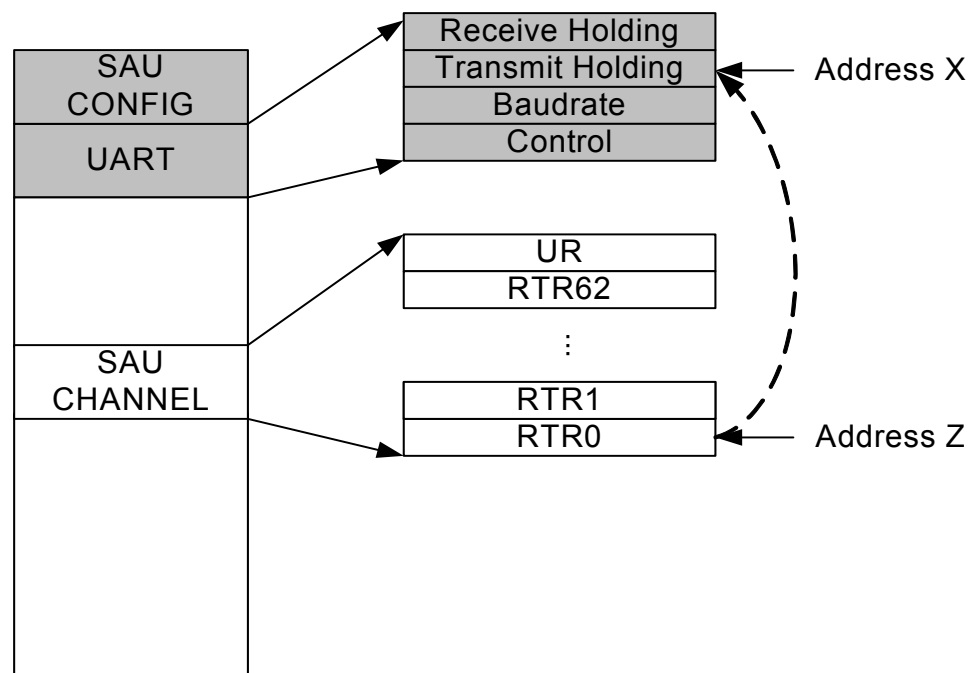 SAU
CONFIG
UART
SAU
CHANNEL
Receive Holding
Transmit Holding
Baudrate
Control
UR
RTR62
...
RTR1
RTR0
Address X
Address Z